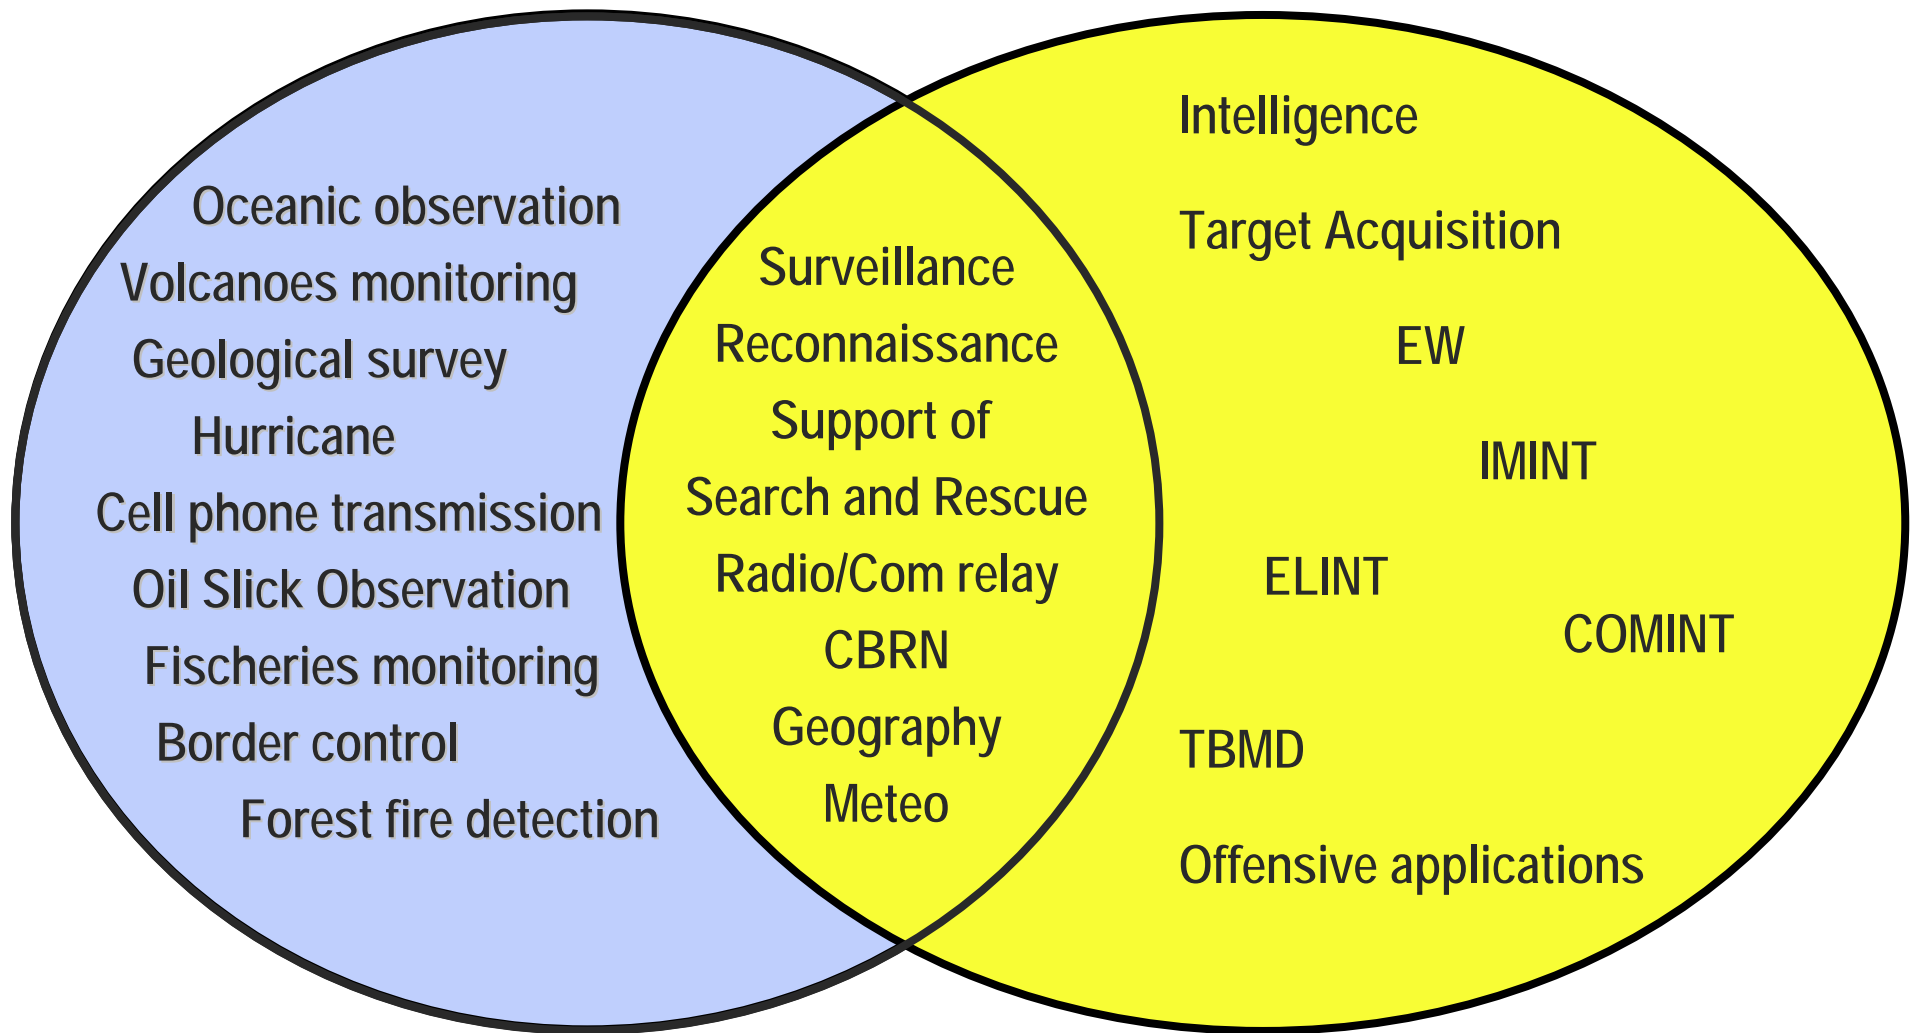 Oceanic observation
Volcanoes monitoring
Geological survey
Hurricane
Cell phone transmission
Oil Slick Observation
Fischeries monitoring
Border control
Forest fire detection
Surveillance
Reconnaissance
Support of
Search and Rescue
Radio/Com relay
CBRN
Geography
Meteo
Intelligence
Target Acquisition
EW
IMINT
ELINT
COMINT
TBMD
Offensive applications